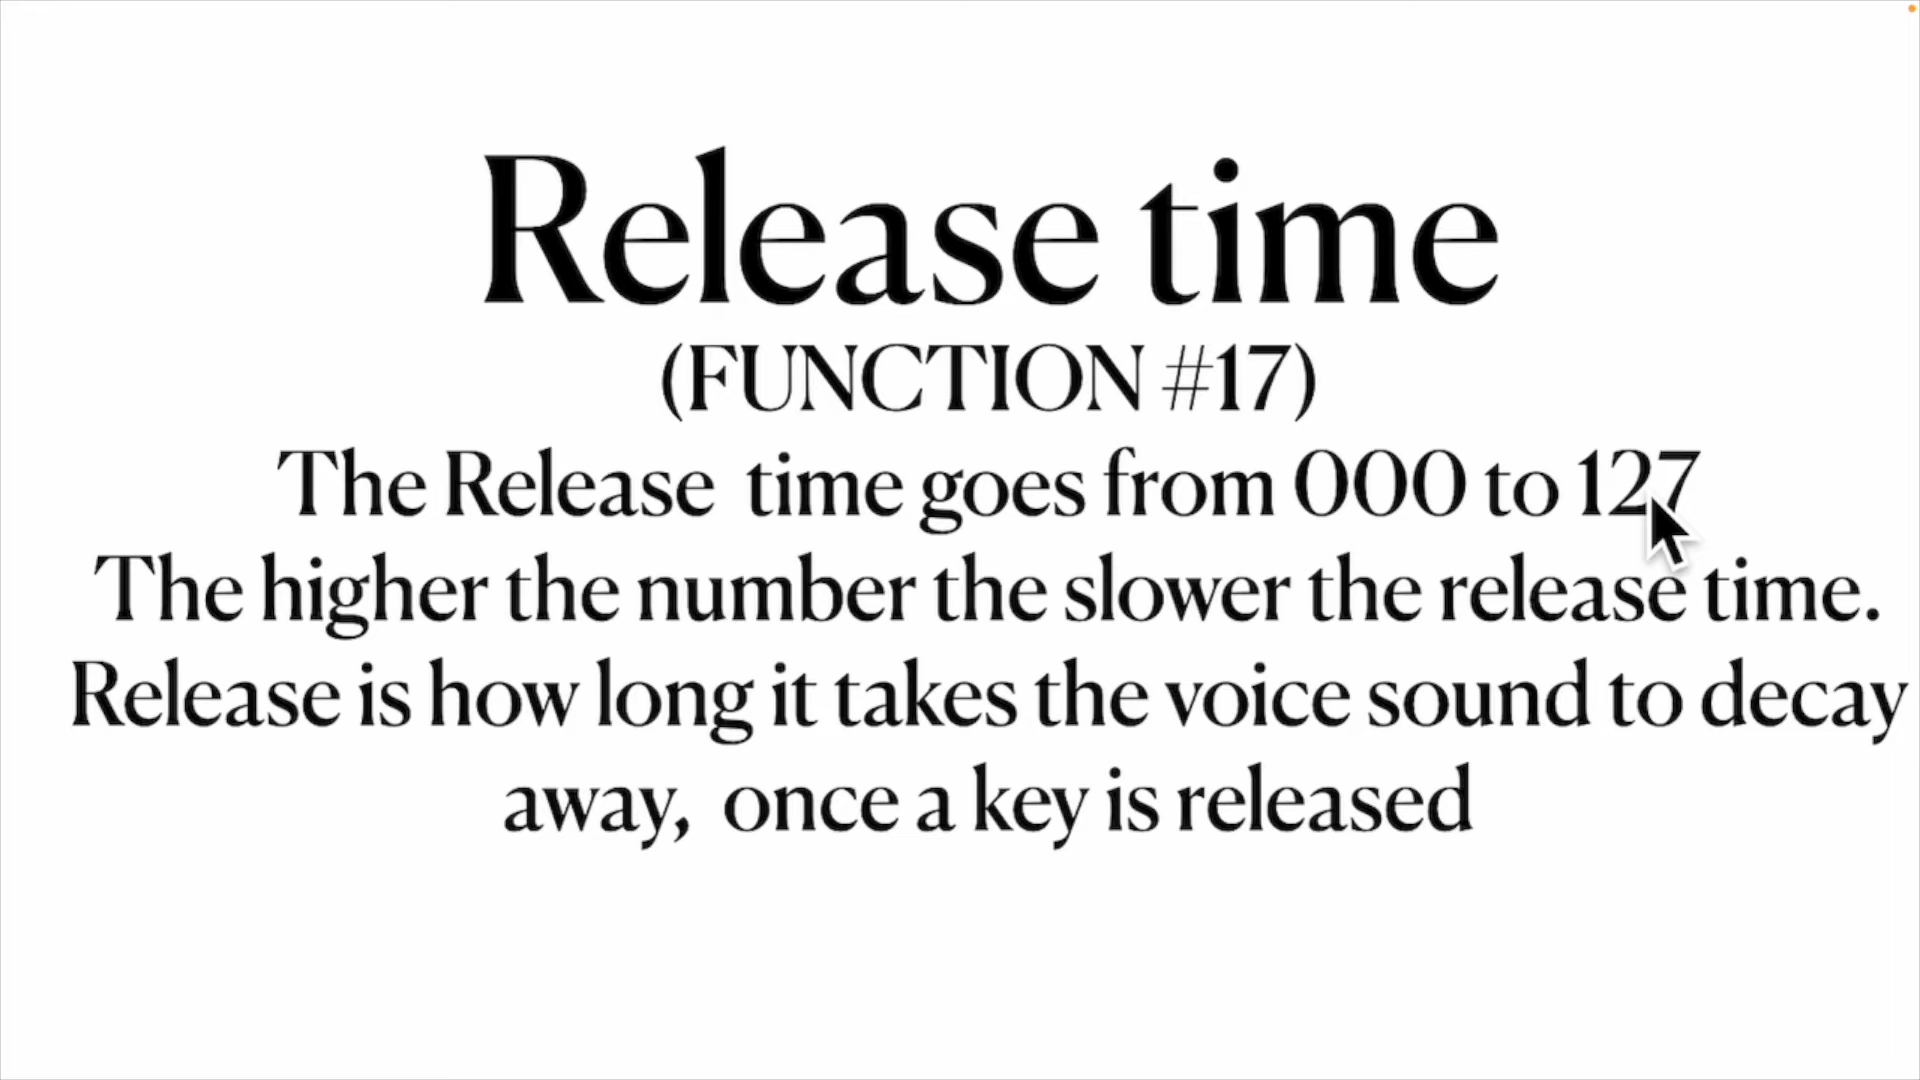 Release time
(FUNCTION #17)
The Release  time goes from 000 to 127
The higher the number the slower the release time.
Release is how long it takes the voice sound to decay
away,  once a key is released